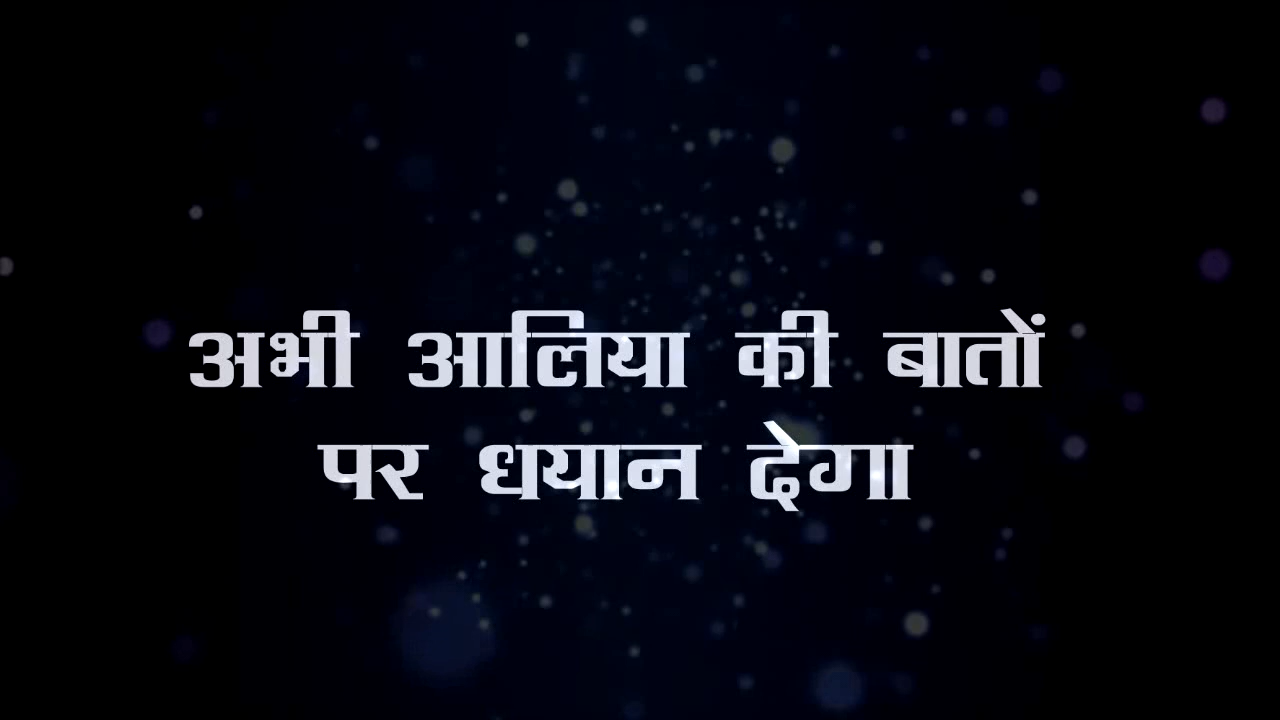 अभी आलिया की बातों
पर धयान देगा